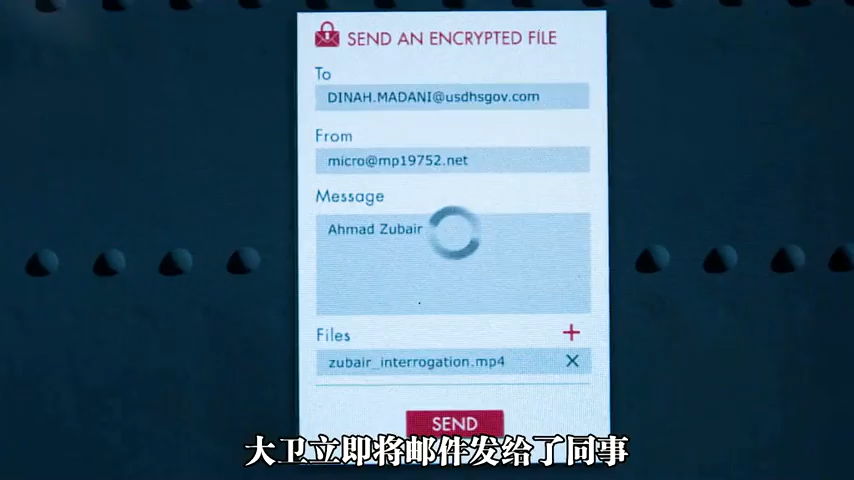 SEND AN ENCRYPTED FILE
To
DINAH.MADANI@usdhsgov.com
From
micro@mp19752.net
Message
Ahmad Zubair
Files
zubair_interrogation.mp4
SEND
大卫立即将邮件发给了同事